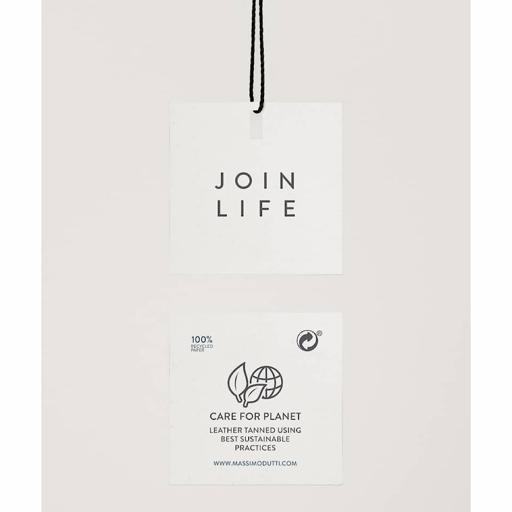 JOIN
LIFE
100%
RECYCLED
PAPER
®
CARE FOR PLANET
LEATHER TANNED USING
BEST SUSTAINABLE
PRACTICES
WWW.MASSIMODUTTI.COM